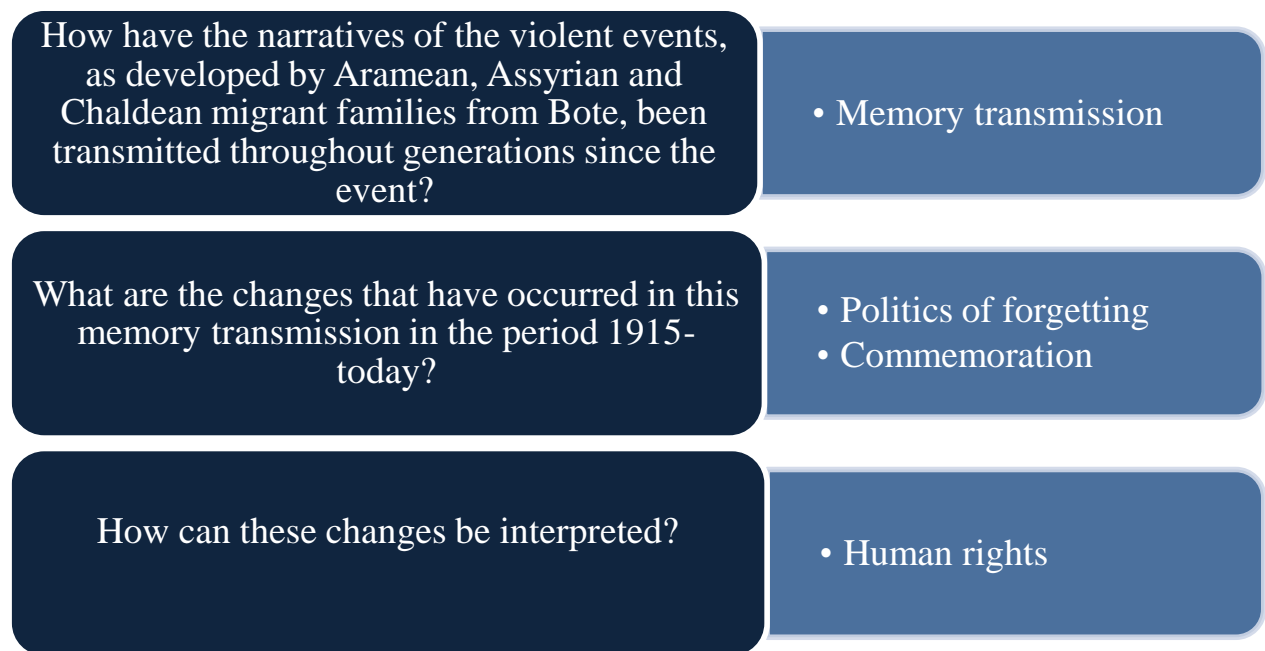 How have the narratives of the violent events,
as developed by Aramean, Assyrian and
Chaldean migrant families from Bote, been
transmitted throughout generations since the
event?
• Memory transmission
What are the changes that have occurred in this
memory transmission in the period 1915-
today?
• Politics of forgetting
• Commemoration
How can these changes be interpreted?
• Human rights